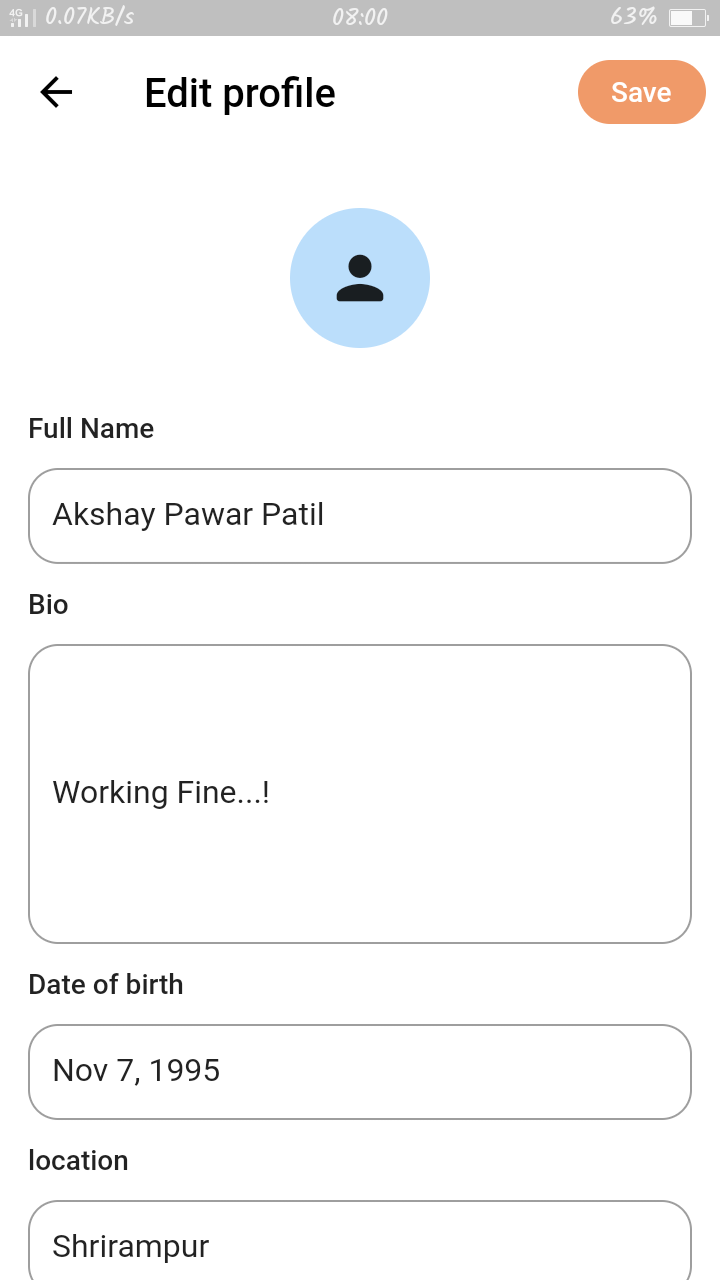 4G 0.07KB/s 08:00 63%
Edit profile Save
Full Name
Akshay Pawar Patil
Bio
Working Fine...!
Date of birth
Nov 7, 1995
location
Shrirampur